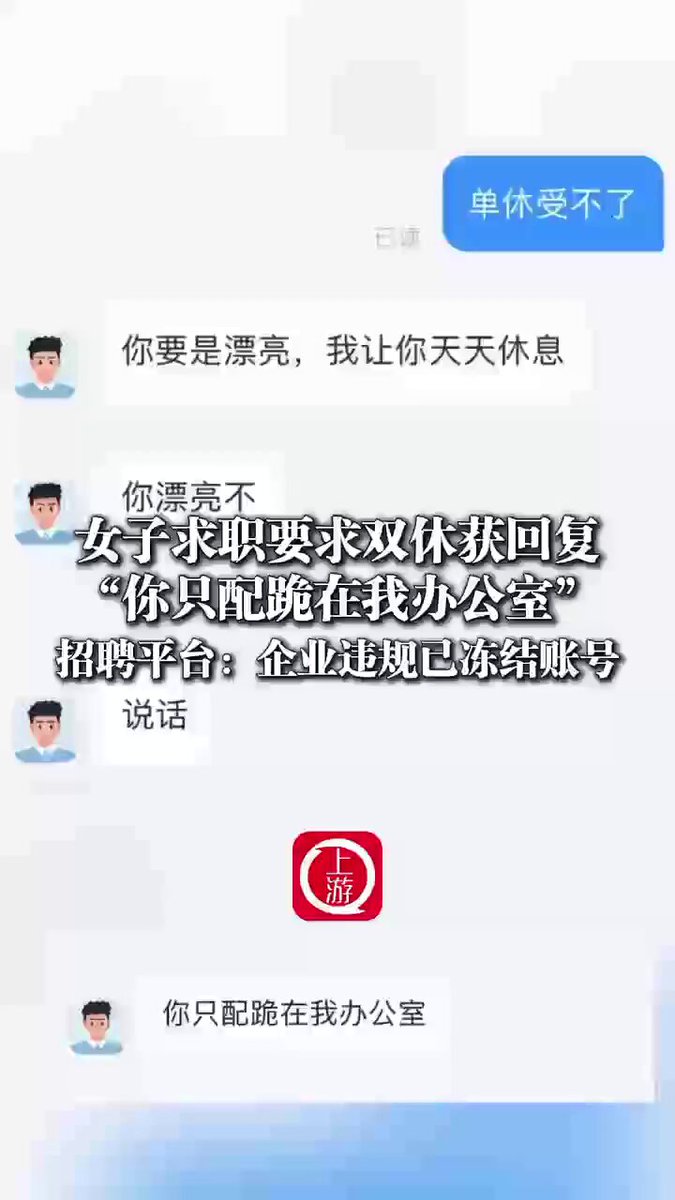 单休受不了
已读
你要是漂亮，我让你天天休息
你漂亮不
女子求职要求双休获回复
“你只配跪在我办公室”
招聘平台：企业违规已冻结账号
说话
上游
你只配跪在我办公室